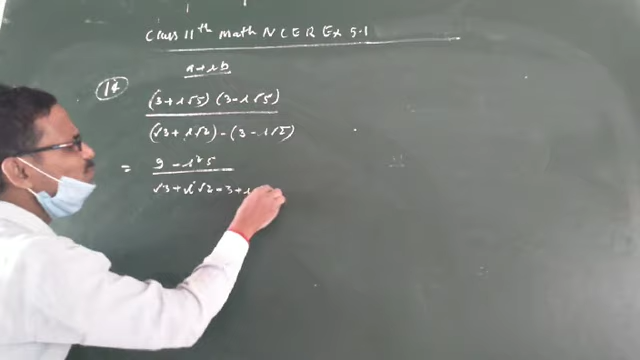 Class 11th Math N C E R Ex 5.1
a + ib
14
(3 + i√5) (3 - i√5)
(√3 + i√2) - (3 - i√2)
= 9 - i²5
√3 + i√2 - 3 + i